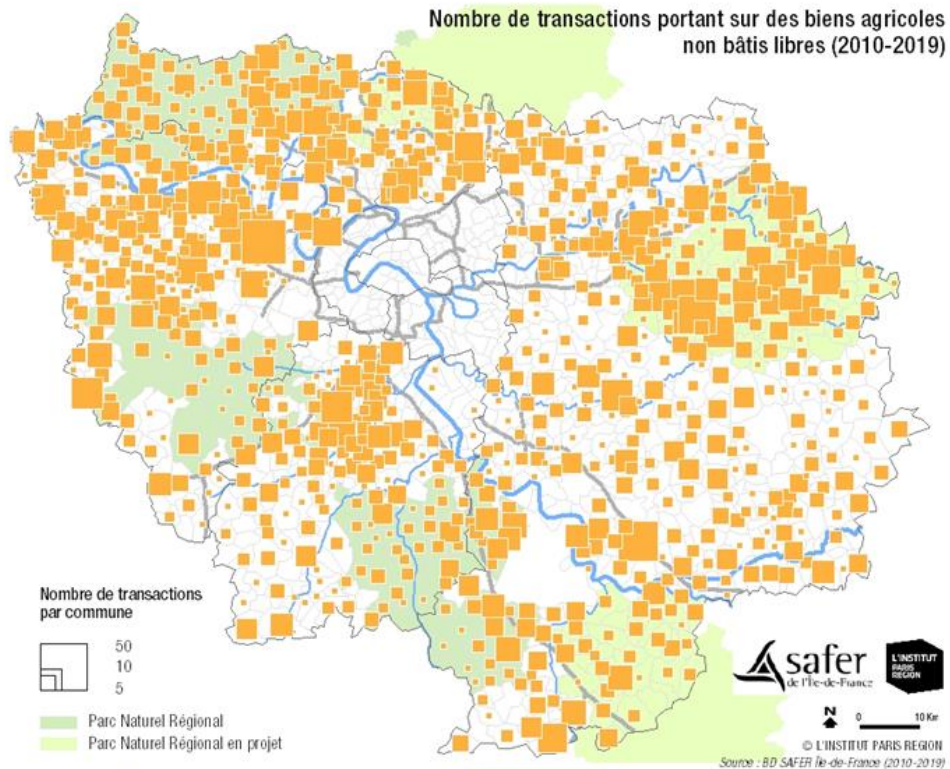 Nombre de transactions portant sur des biens agricoles
non bâtis libres (2010-2019)
Nombre de transactions
par commune
50
10
5
Parc Naturel Régional
Parc Naturel Régional en projet
safer
de l'Île-de-France
L'INSTITUT
PARIS
REGION
N
0 10 Km
© L'INSTITUT PARIS REGION
Source : BD SAFER Île-de-France (2010-2019)